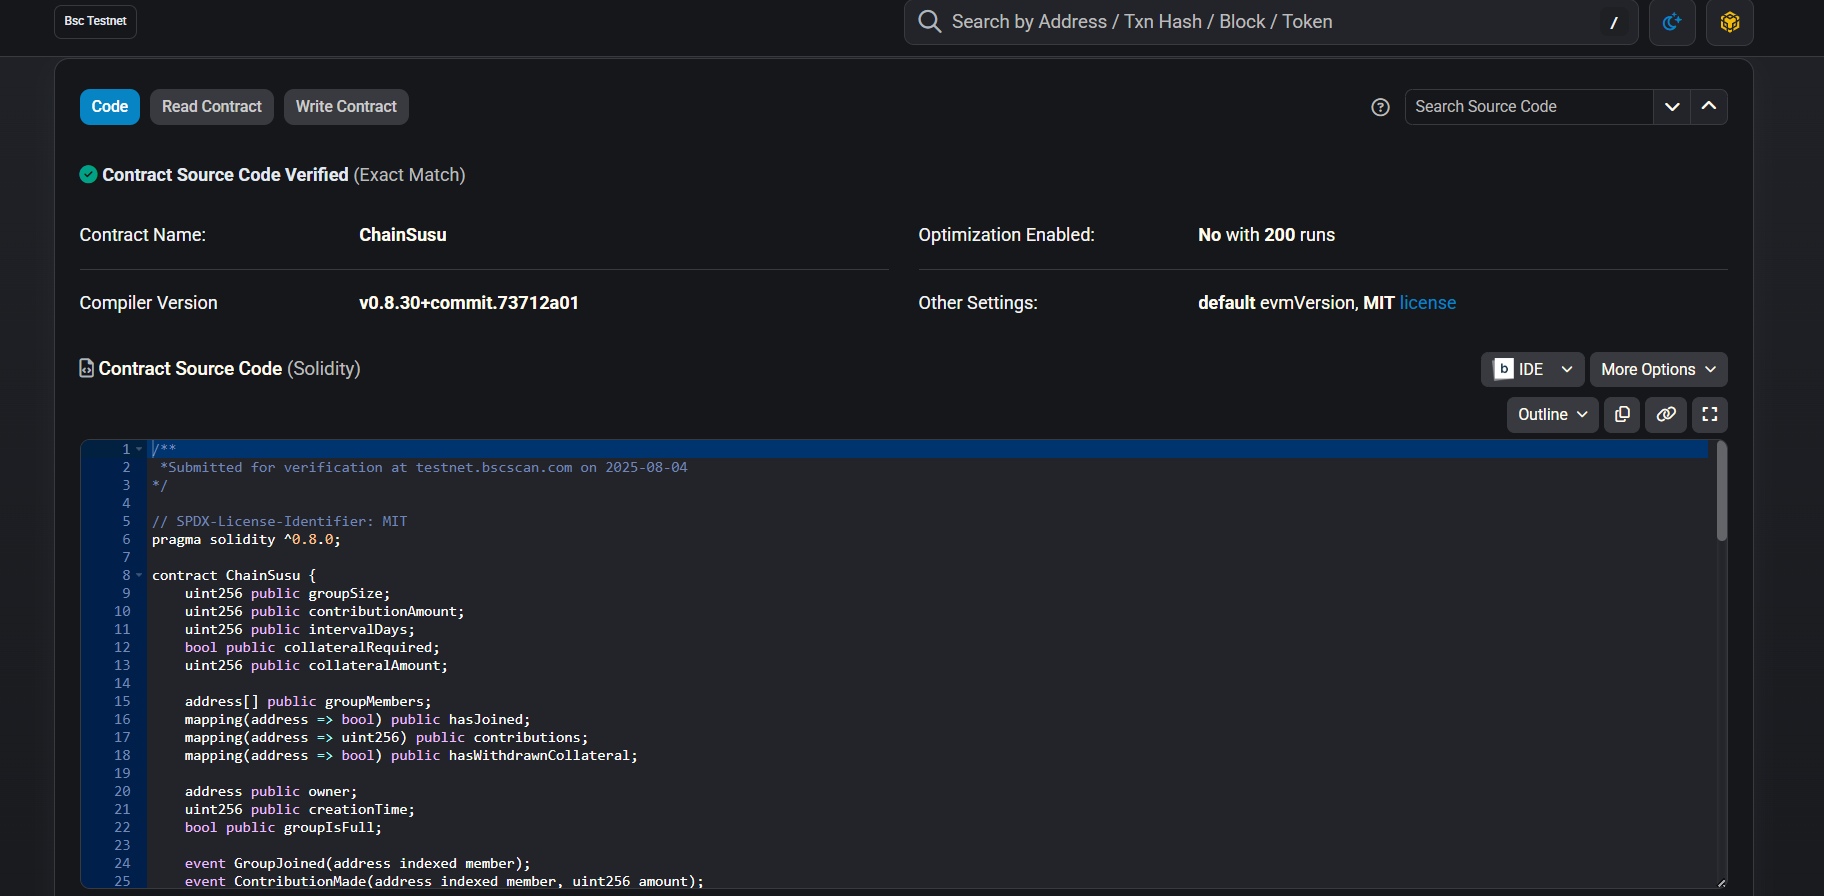 Bsc Testnet
Search by Address / Txn Hash / Block / Token
/
Code
Read Contract
Write Contract
Search Source Code
Contract Source Code Verified (Exact Match)
Contract Name:
ChainSusu
Optimization Enabled:
No with 200 runs
Compiler Version
v0.8.30+commit.73712a01
Other Settings:
default evmVersion, MIT license
Contract Source Code (Solidity)
b IDE
More Options
Outline
1 /**
2 *Submitted for verification at testnet.bscscan.com on 2025-08-04
3 */
4
5 // SPDX-License-Identifier: MIT
6 pragma solidity ^0.8.0;
7
8 contract ChainSusu {
9 uint256 public groupSize;
10 uint256 public contributionAmount;
11 uint256 public intervalDays;
12 bool public collateralRequired;
13 uint256 public collateralAmount;
14
15 address[] public groupMembers;
16 mapping(address => bool) public hasJoined;
17 mapping(address => uint256) public contributions;
18 mapping(address => bool) public hasWithdrawnCollateral;
19
20 address public owner;
21 uint256 public creationTime;
22 bool public groupIsFull;
23
24 event GroupJoined(address indexed member);
25 event ContributionMade(address indexed member, uint256 amount);